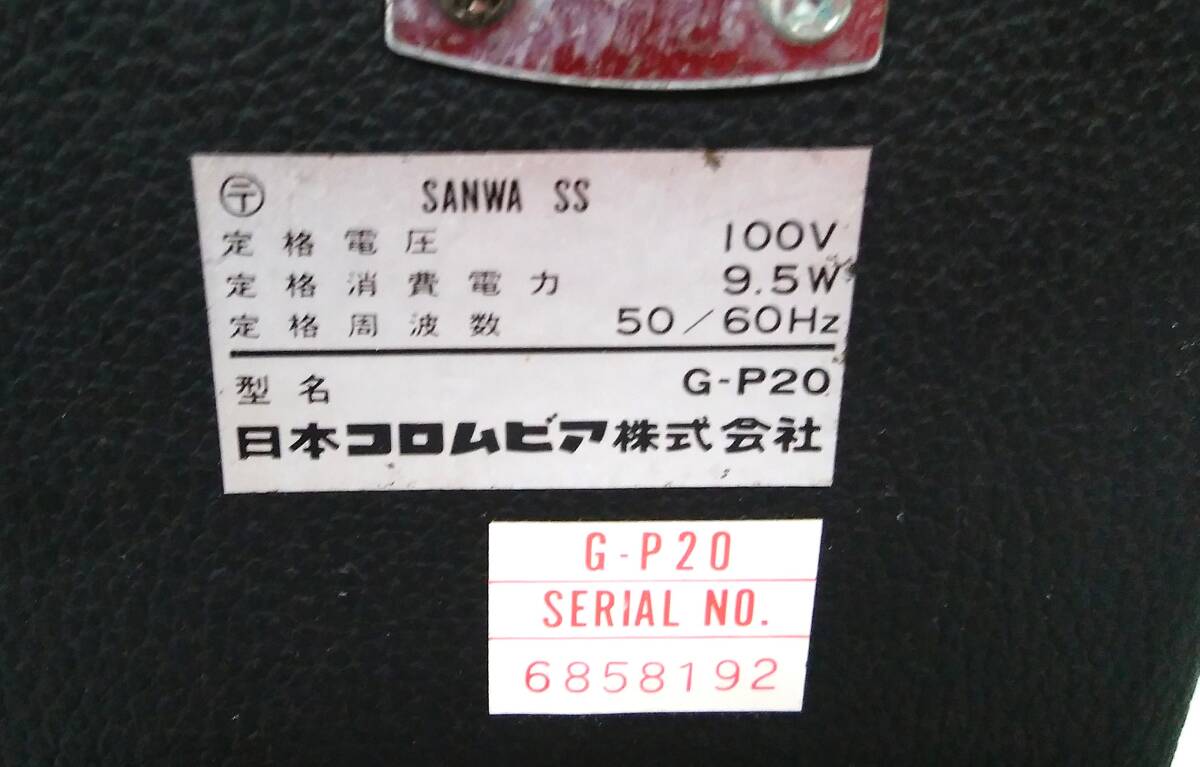 〒 SANWA SS
定格電圧 100V
定格消費電力 9.5W
定格周波数 50/60Hz
型名 G-P20
日本コロムビア株式会社
G-P20
SERIAL NO.
6858192